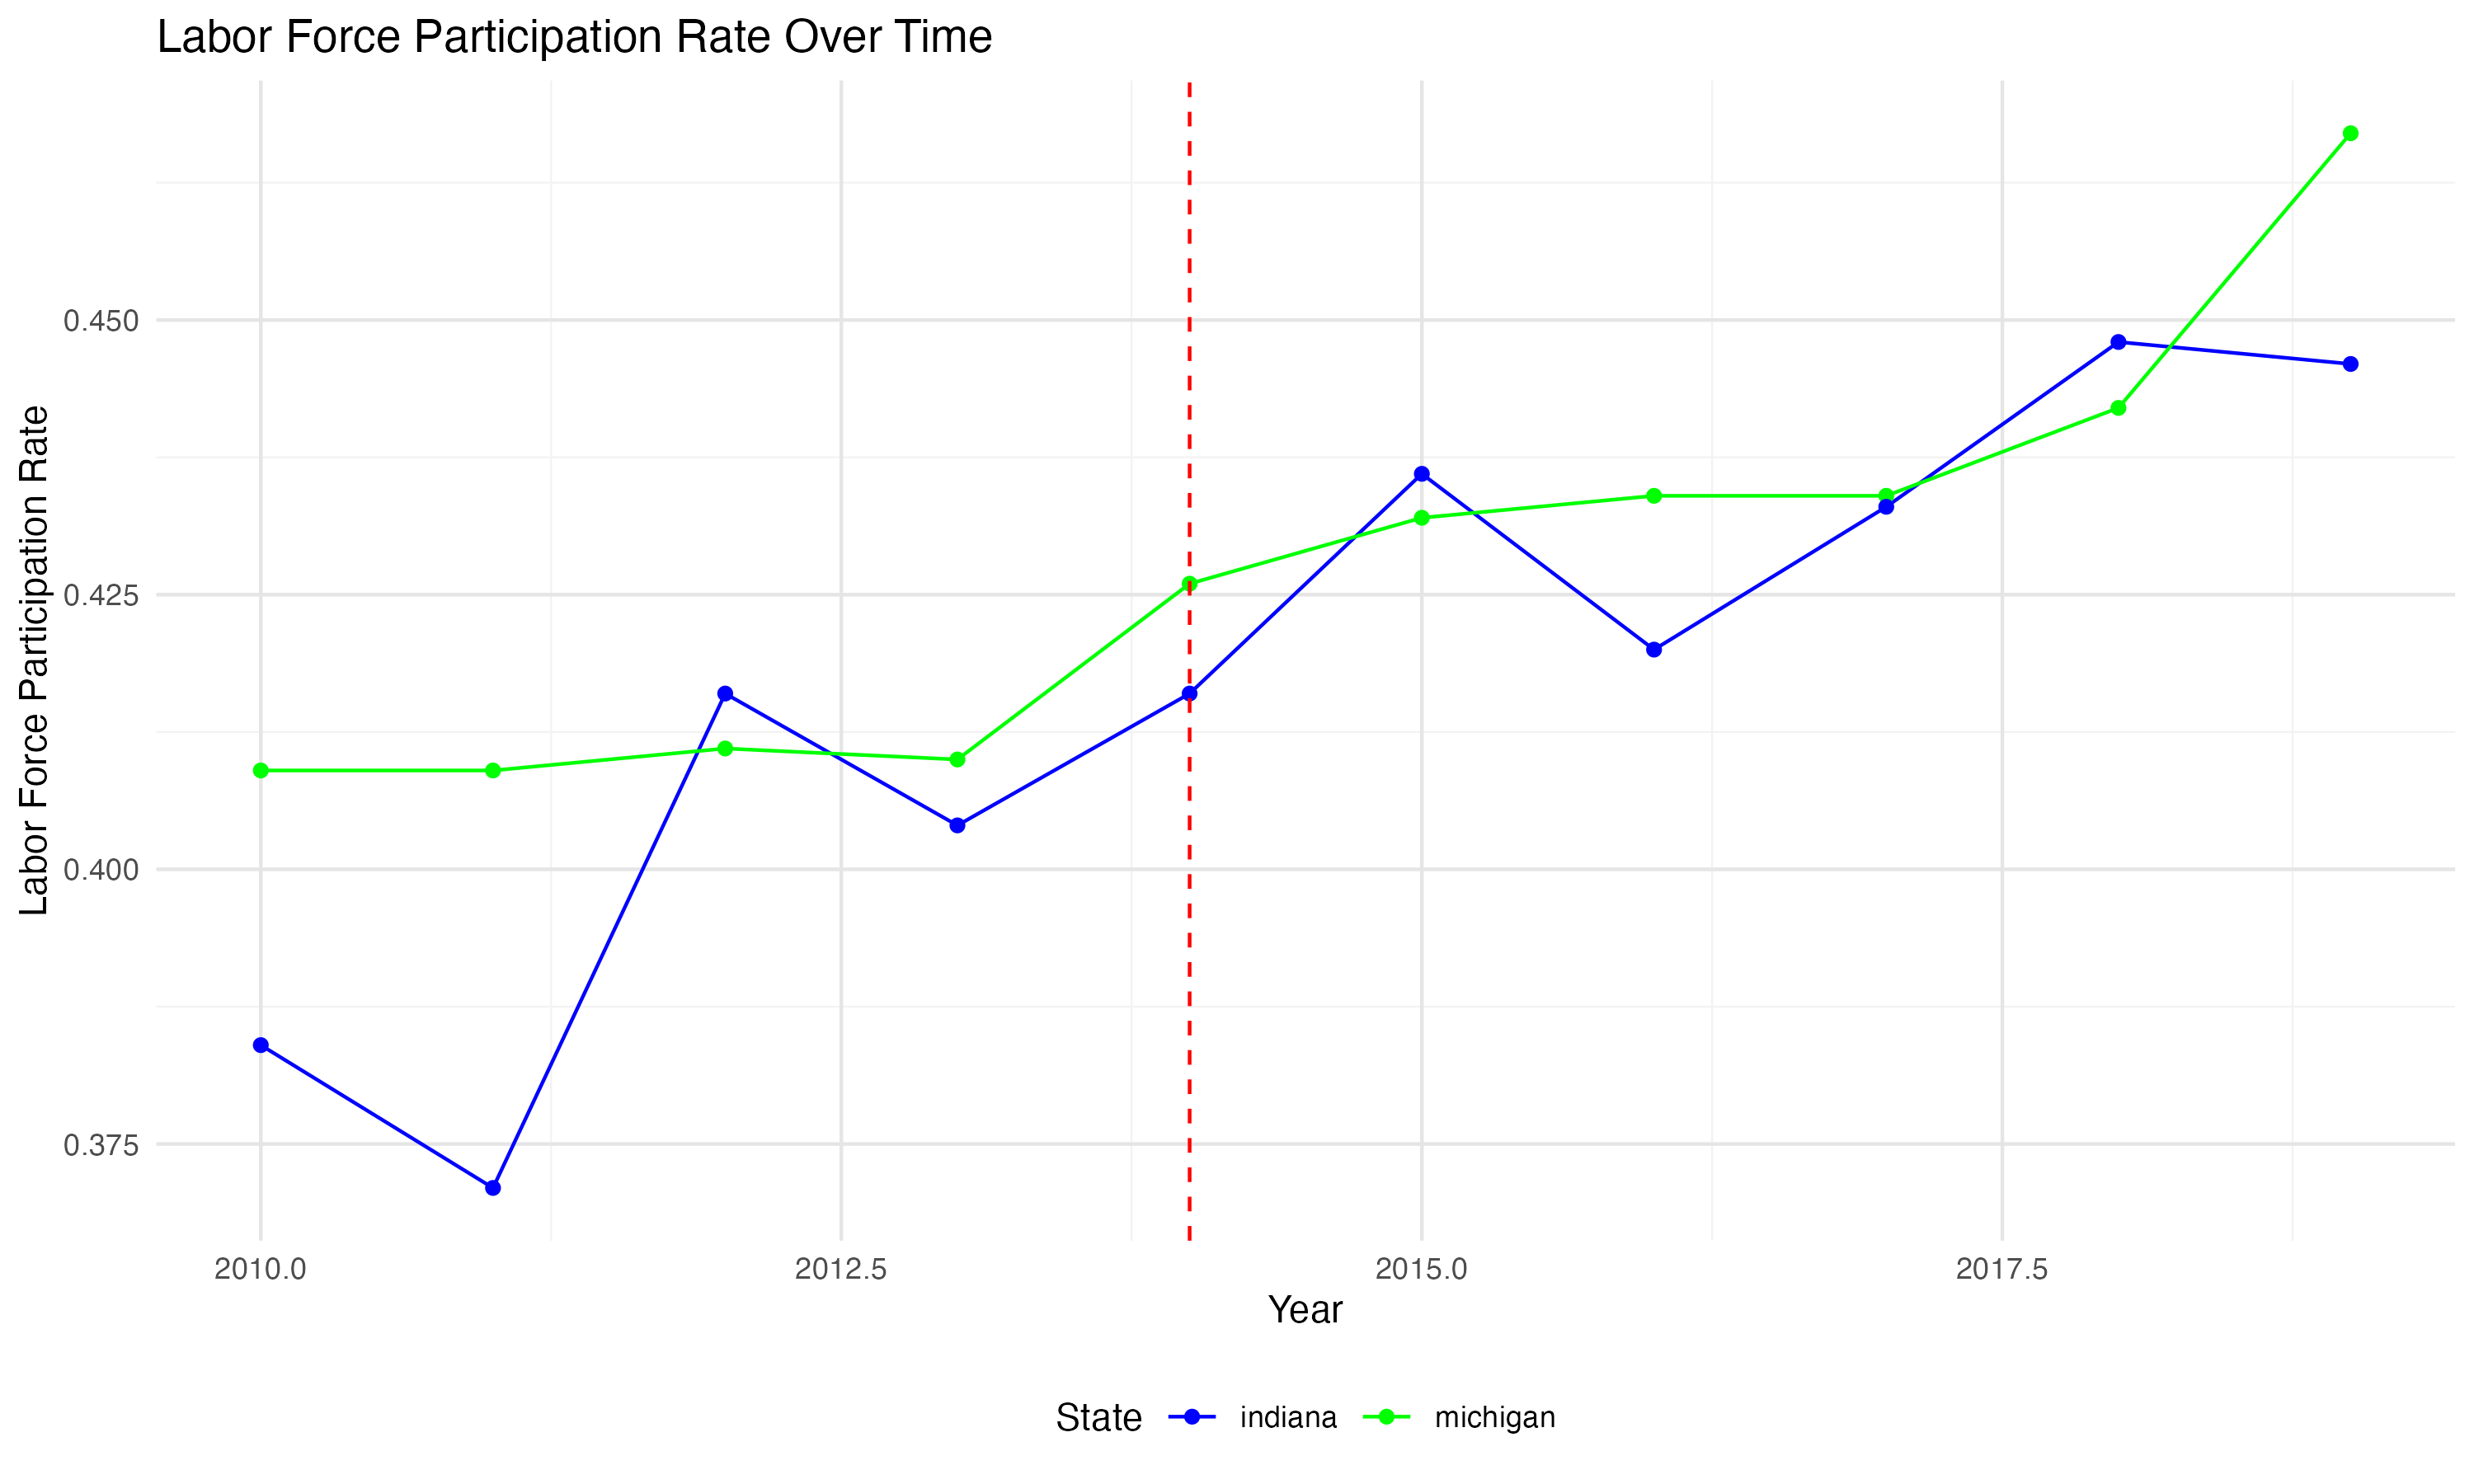 Labor Force Participation Rate Over Time
Labor Force Participation Rate
0.450
0.425
0.400
0.375
2010.0 2012.5 2015.0 2017.5
Year
State indiana michigan